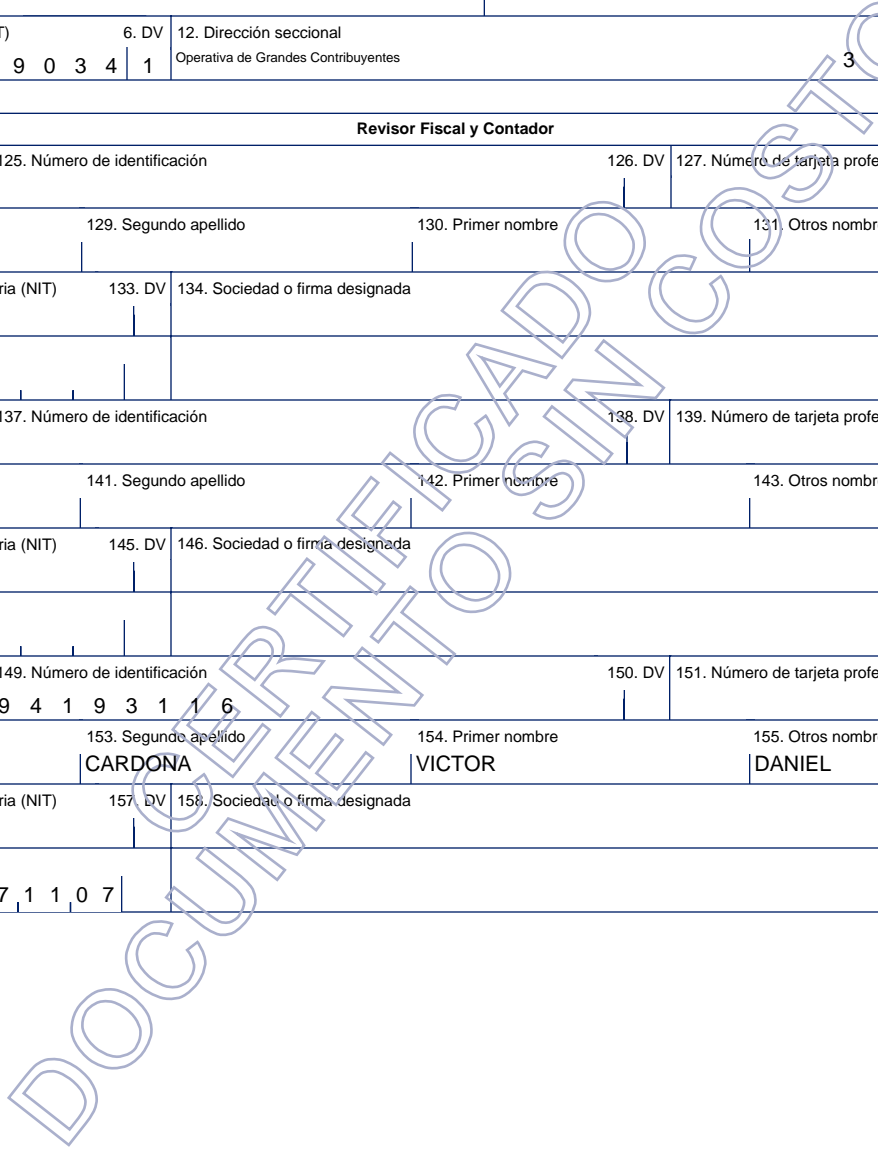 T) 6. DV 12. Dirección seccional
9 0 3 4 1 Operativa de Grandes Contribuyentes 3
Revisor Fiscal y Contador
125. Número de identificación 126. DV 127. Número de tarjeta profe
129. Segundo apellido 130. Primer nombre 131. Otros nombr
ria (NIT) 133. DV 134. Sociedad o firma designada
137. Número de identificación 138. DV 139. Número de tarjeta profe
141. Segundo apellido 142. Primer nombre 143. Otros nombr
ria (NIT) 145. DV 146. Sociedad o firma designada
149. Número de identificación 150. DV 151. Número de tarjeta profe
9 4 1 9 3 1 1 6
153. Segundo apellido 154. Primer nombre 155. Otros nombr
CARDONA VICTOR DANIEL
ria (NIT) 157. DV 158. Sociedad o firma designada
7 1 1 0 7
CERTIFICADO
DOCUMENTO SIN COSTO